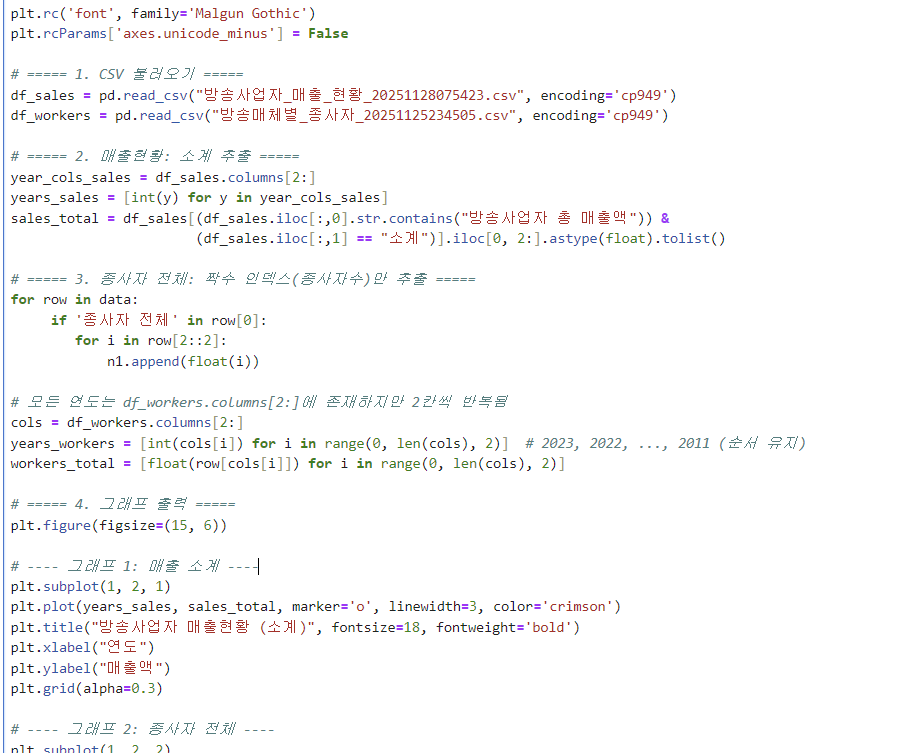 plt.rc('font', family='Malgun Gothic')
plt.rcParams['axes.unicode_minus'] = False
# ===== 1. CSV 불러오기 =====
df_sales = pd.read_csv("방송사업자_매출_현황_20251128075423.csv", encoding='cp949')
df_workers = pd.read_csv("방송매체별_종사자_20251125234505.csv", encoding='cp949')
# ===== 2. 매출현황: 소계 추출 =====
year_cols_sales = df_sales.columns[2:]
years_sales = [int(y) for y in year_cols_sales]
sales_total = df_sales[(df_sales.iloc[:,0].str.contains("방송사업자 총 매출액")) &
(df_sales.iloc[:,1] == "소계")].iloc[0, 2:].astype(float).tolist()
# ===== 3. 종사자 전체: 짝수 인덱스(종사자수)만 추출 =====
for row in data:
if '종사자 전체' in row[0]:
for i in row[2::2]:
n1.append(float(i))
# 모든 연도는 df_workers.columns[2:]에 존재하지만 2칸씩 반복됨
cols = df_workers.columns[2:]
years_workers = [int(cols[i]) for i in range(0, len(cols), 2)]  # 2023, 2022, ..., 2011 (순서 유지)
workers_total = [float(row[cols[i]]) for i in range(0, len(cols), 2)]
# ===== 4. 그래프 출력 =====
plt.figure(figsize=(15, 6))
# ---- 그래프 1: 매출 소계 ----
plt.subplot(1, 2, 1)
plt.plot(years_sales, sales_total, marker='o', linewidth=3, color='crimson')
plt.title("방송사업자 매출현황 (소계)", fontsize=18, fontweight='bold')
plt.xlabel("연도")
plt.ylabel("매출액")
plt.grid(alpha=0.3)
# ---- 그래프 2: 종사자 전체 ----
plt.subplot(1, 2, 2)